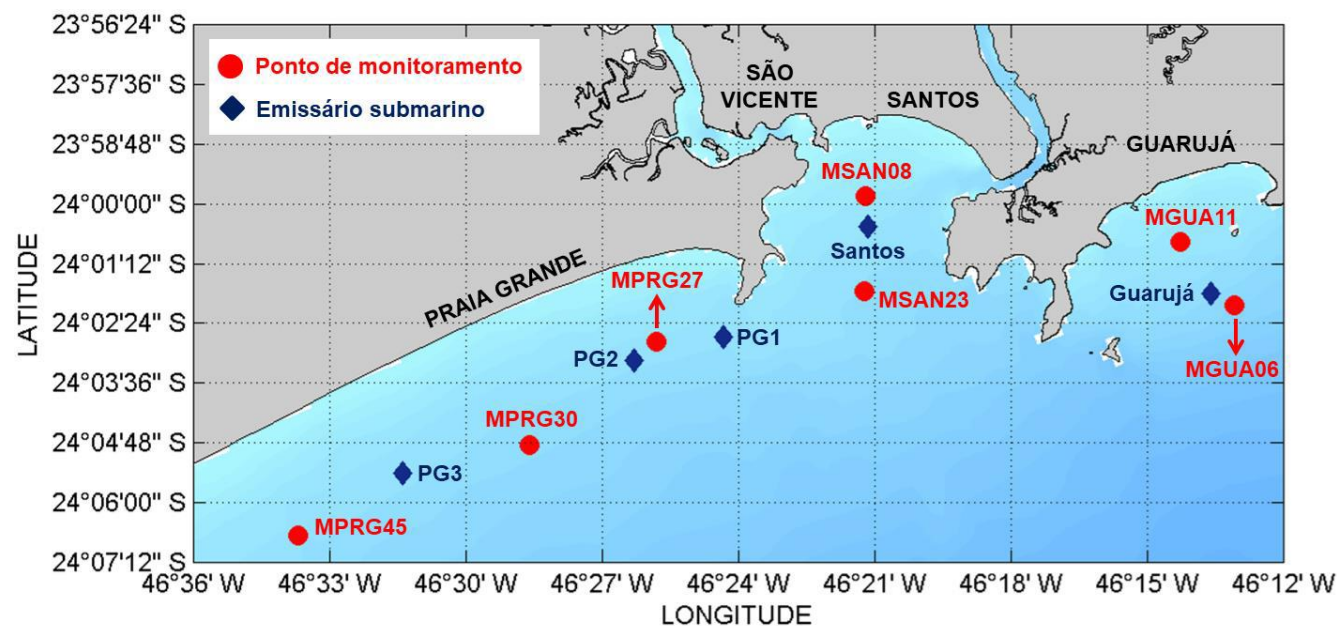 23°56'24" S
23°57'36" S
23°58'48" S
24°00'00" S
24°01'12" S
24°02'24" S
24°03'36" S
24°04'48" S
24°06'00" S
24°07'12" S
LATITUDE
Ponto de monitoramento
Emissário submarino
SÃO
VICENTE
SANTOS
GUARUJÁ
MSAN08
Santos
MSAN23
MGUA11
Guarujá
MGUA06
PRAIA GRANDE
MPRG27
PG1
PG2
MPRG30
PG3
MPRG45
46°36' W
46°33' W
46°30' W
46°27' W
46°24' W
46°21' W
46°18' W
46°15' W
46°12' W
LONGITUDE